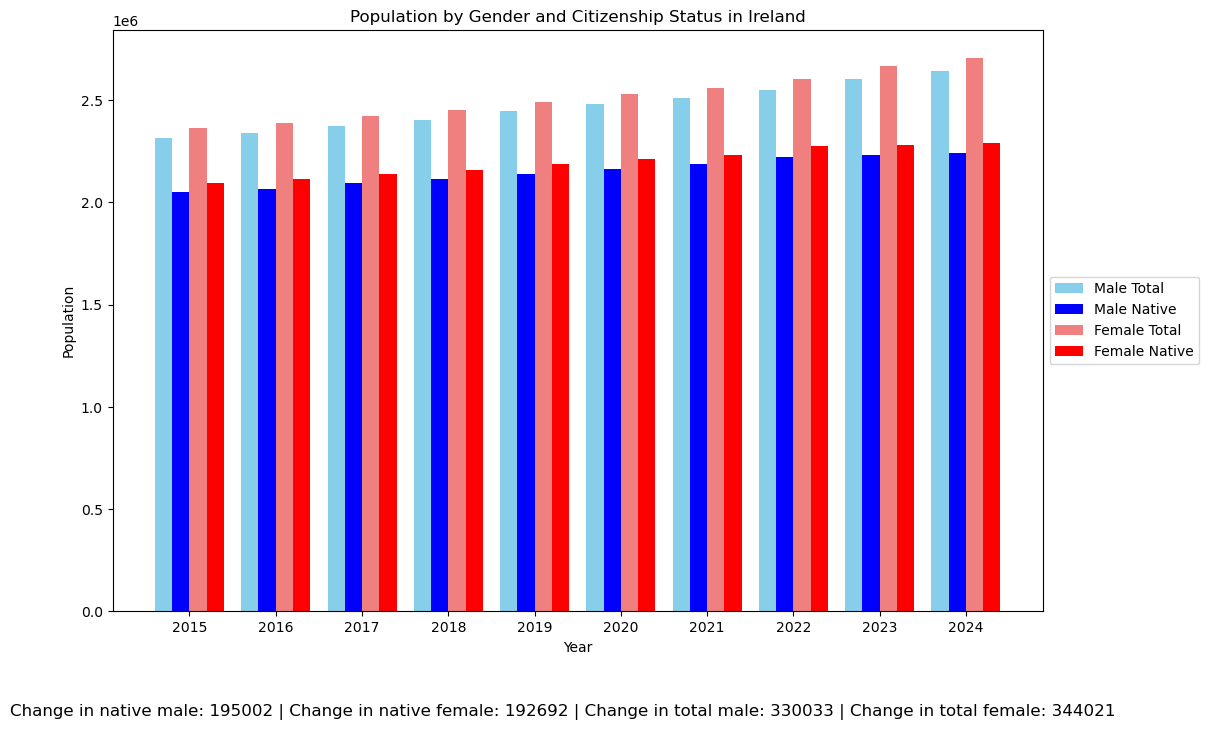 Population by Gender and Citizenship Status in Ireland
1e6
2.5
2.0
1.5
1.0
0.5
0.0
Population
2015 2016 2017 2018 2019 2020 2021 2022 2023 2024
Year
Male Total
Male Native
Female Total
Female Native
Change in native male: 195002 | Change in native female: 192692 | Change in total male: 330033 | Change in total female: 344021